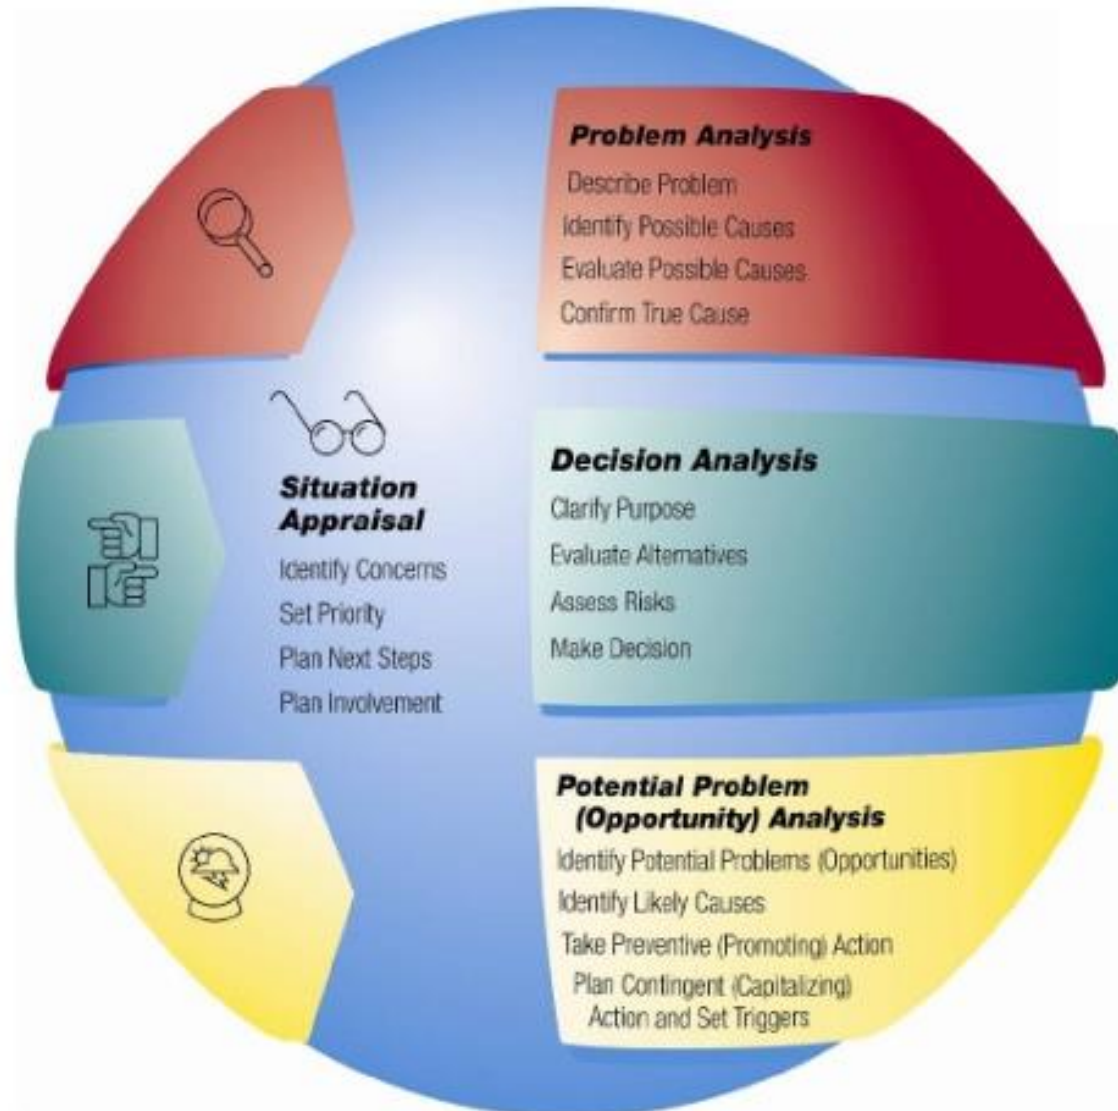 Problem Analysis
Describe Problem
Identify Possible Causes
Evaluate Possible Causes
Confirm True Cause
Situation
Appraisal
Identify Concerns
Set Priority
Plan Next Steps
Plan Involvement
Decision Analysis
Clarify Purpose
Evaluate Alternatives
Assess Risks
Make Decision
Potential Problem
(Opportunity) Analysis
Identify Potential Problems (Opportunities)
Identify Likely Causes
Take Preventive (Promoting) Action
Plan Contingent (Capitalizing)
Action and Set Triggers